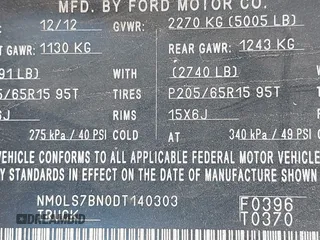 MFD. BY FORD MOTOR CO.
12/12 GVWR: 2270 KG (5005 LB)
GAWR: 1130 KG REAR GAWR: 1243 KG
91 LB) WITH (2740 LB)
5/65R15 95T TIRES P205/65R15 95T
6J RIMS 15X6J
275 kPa / 40 PSI COLD AT 340 kPa / 49 PSI
VEHICLE CONFORMS TO ALL APPLICABLE FEDERAL MOTOR VEHICLE
Y STANDARDS IN EFFECT ON THE DATE OF MANUFACTURE SHOWN
NM0LS7BN0DT140303 F0396
TRUCK T0370